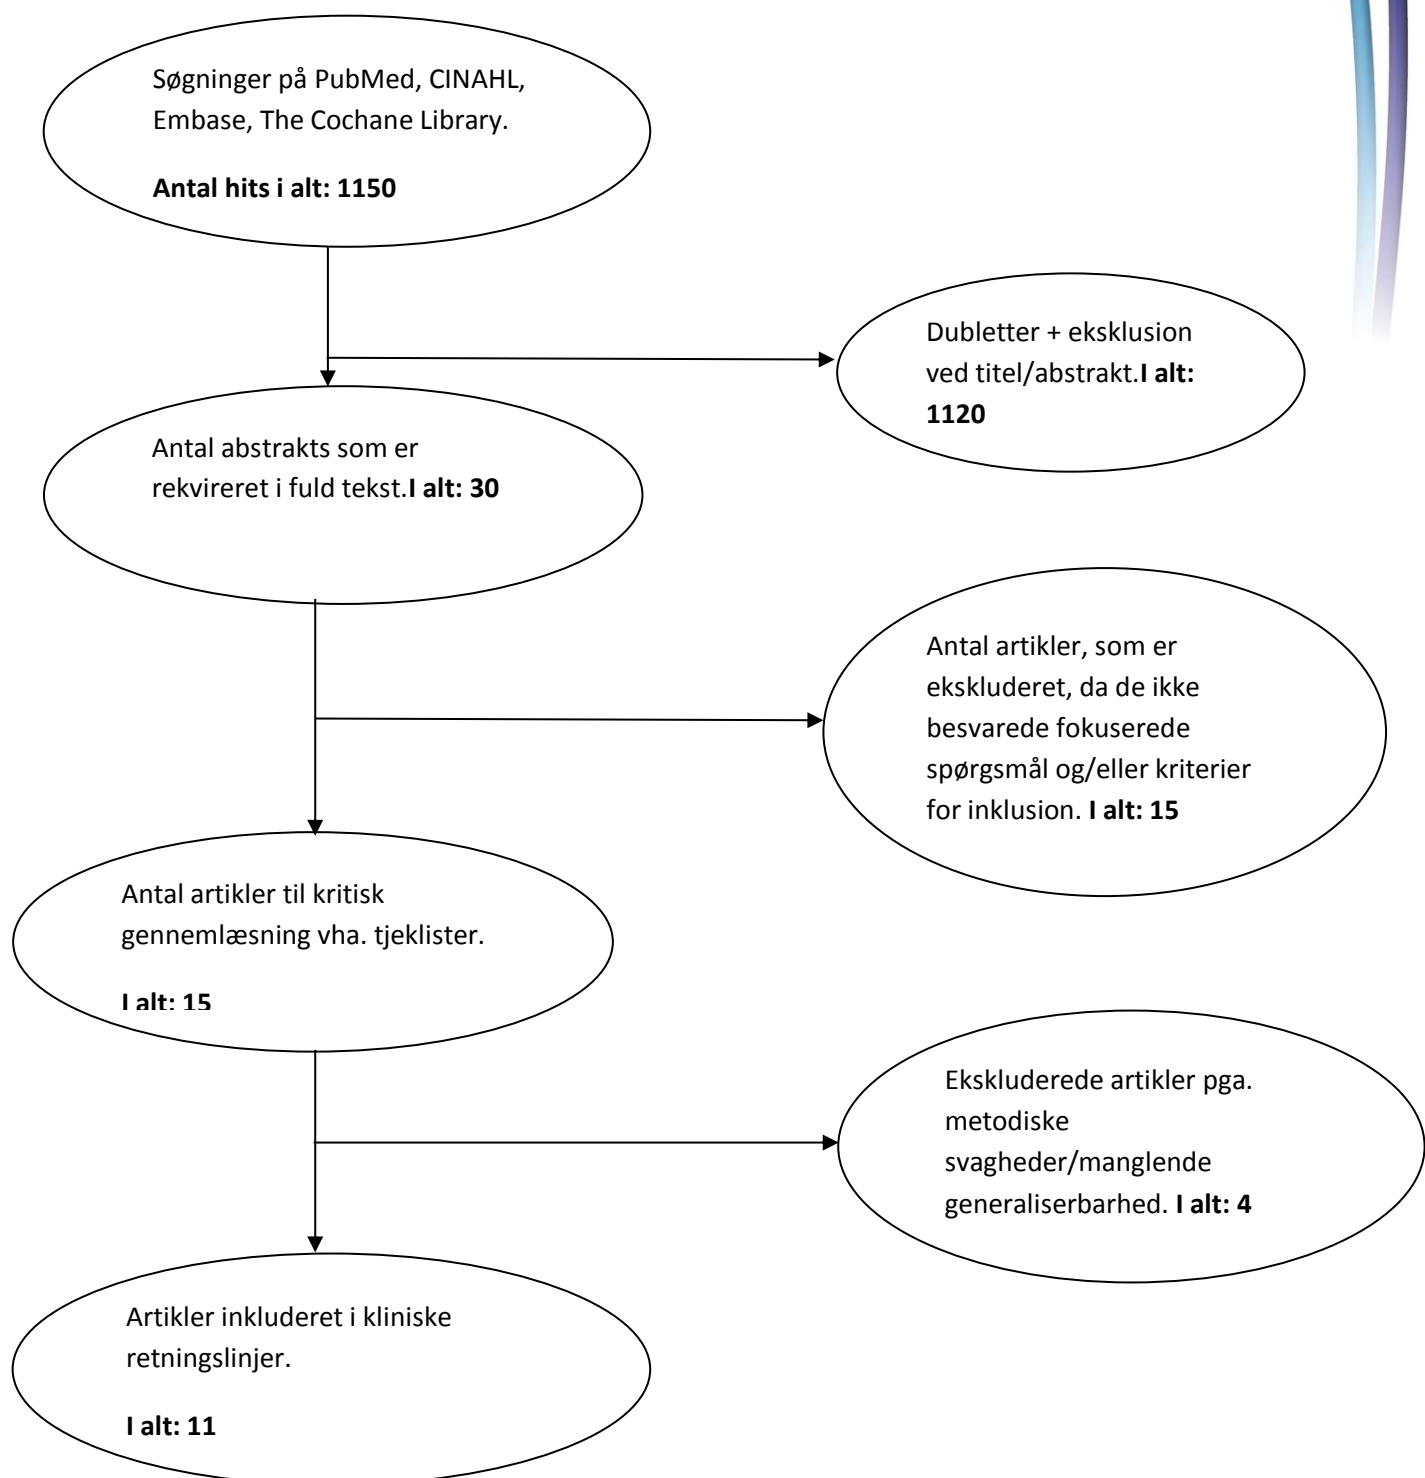 Søgninger på PubMed, CINAHL,
Embase, The Cochane Library.
Antal hits i alt: 1150
Dubletter + eksklusion
ved titel/abstrakt.I alt:
1120
Antal abstrakts som er
rekvireret i fuld tekst.I alt: 30
Antal artikler, som er
ekskluderet, da de ikke
besvarede fokuserede
spørgsmål og/eller kriterier
for inklusion. I alt: 15
Antal artikler til kritisk
gennemlæsning vha. tjeklister.
I alt: 15
Ekskluderede artikler pga.
metodiske
svagheder/manglende
generaliserbarhed. I alt: 4
Artikler inkluderet i kliniske
retningslinjer.
I alt: 11